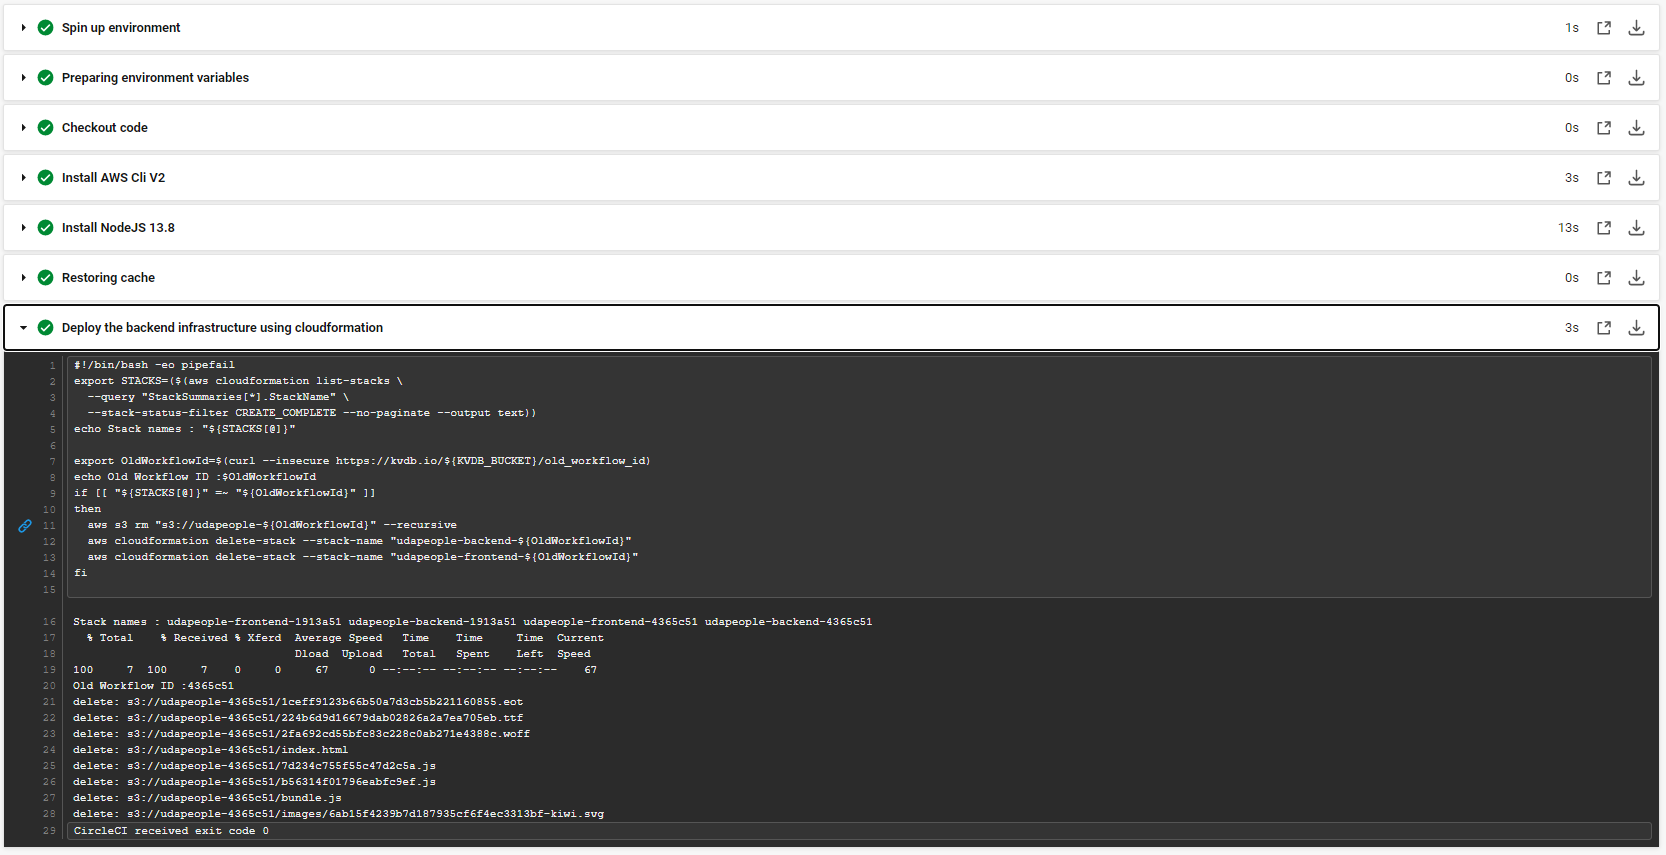 Spin up environment 1s
Preparing environment variables 0s
Checkout code 0s
Install AWS Cli V2 3s
Install NodeJS 13.8 13s
Restoring cache 0s
Deploy the backend infrastructure using cloudformation 3s
1 #!/bin/bash -eo pipefail
2 export STACKS=($(aws cloudformation list-stacks \
3   --query "StackSummaries[*].StackName" \
4   --stack-status-filter CREATE_COMPLETE --no-paginate --output text))
5 echo Stack names : "${STACKS[@]}"
6
7 export OldWorkflowId=$(curl --insecure https://kvdb.io/${KVDB_BUCKET}/old_workflow_id)
8 echo Old Workflow ID :$OldWorkflowId
9 if [[ "${STACKS[@]}" =~ "${OldWorkflowId}" ]]
10 then
11   aws s3 rm "s3://udapeople-${OldWorkflowId}" --recursive
12   aws cloudformation delete-stack --stack-name "udapeople-backend-${OldWorkflowId}"
13   aws cloudformation delete-stack --stack-name "udapeople-frontend-${OldWorkflowId}"
14 fi
15
16 Stack names : udapeople-frontend-1913a51 udapeople-backend-1913a51 udapeople-frontend-4365c51 udapeople-backend-4365c51
17   % Total    % Received % Xferd  Average Speed   Time    Time     Time  Current
18                                  Dload  Upload   Total   Spent    Left  Speed
19 100     7  100     7    0     0     67      0 --:--:-- --:--:-- --:--:--    67
20 Old Workflow ID :4365c51
21 delete: s3://udapeople-4365c51/1ceff9123b66b50a7d3cb5b221160855.eot
22 delete: s3://udapeople-4365c51/224b6d9d16679dab02826a2a7ea705eb.ttf
23 delete: s3://udapeople-4365c51/2fa692cd55bfc83c228c0ab271e4388c.woff
24 delete: s3://udapeople-4365c51/index.html
25 delete: s3://udapeople-4365c51/7d234c755f55c47d2c5a.js
26 delete: s3://udapeople-4365c51/b56314f01796eabfc9ef.js
27 delete: s3://udapeople-4365c51/bundle.js
28 delete: s3://udapeople-4365c51/images/6ab15f4239b7d187935cf6f4ec3313bf-kiwi.svg
29 CircleCI received exit code 0